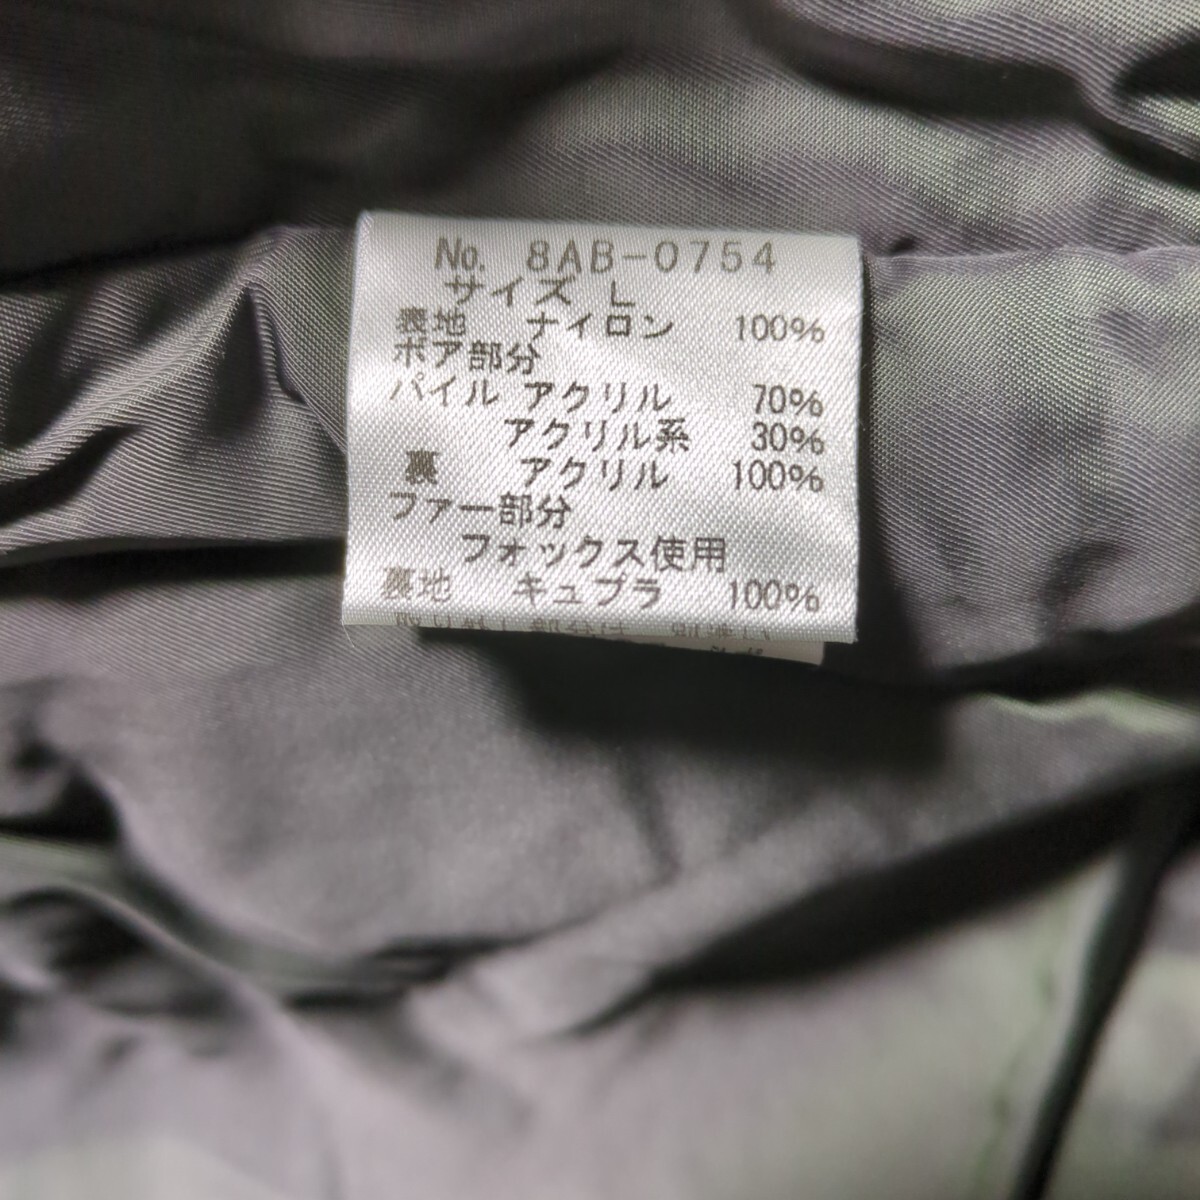 No. 8AB-0754
サイズ L
表地 ナイロン 100%
ボア部分
パイル アクリル 70%
アクリル系 30%
裏 アクリル 100%
ファー部分
フォックス使用
裏地 キュプラ 100%